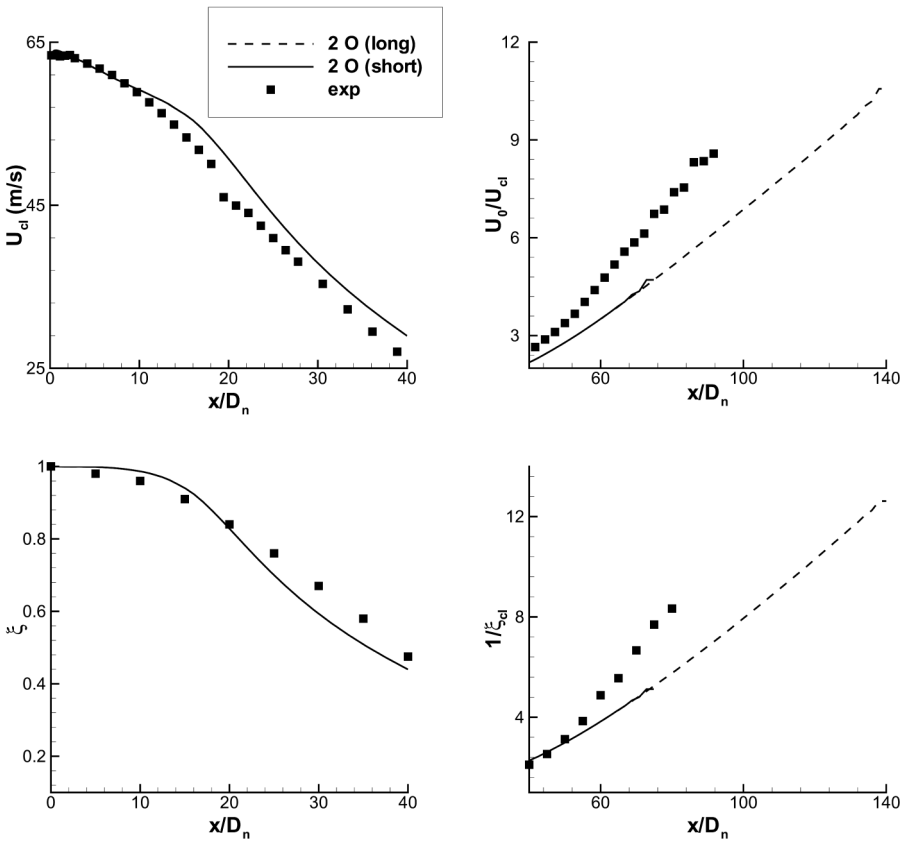 2 O (long)
2 O (short)
exp
65
45
25
U_cl (m/s)
0
10
20
30
40
x/D_n
12
9
6
3
U_0/U_cl
60
100
140
x/D_n
1
0.8
0.6
0.4
0.2
ξ
0
10
20
30
40
x/D_n
12
8
4
1/ξ_cl
60
100
140
x/D_n